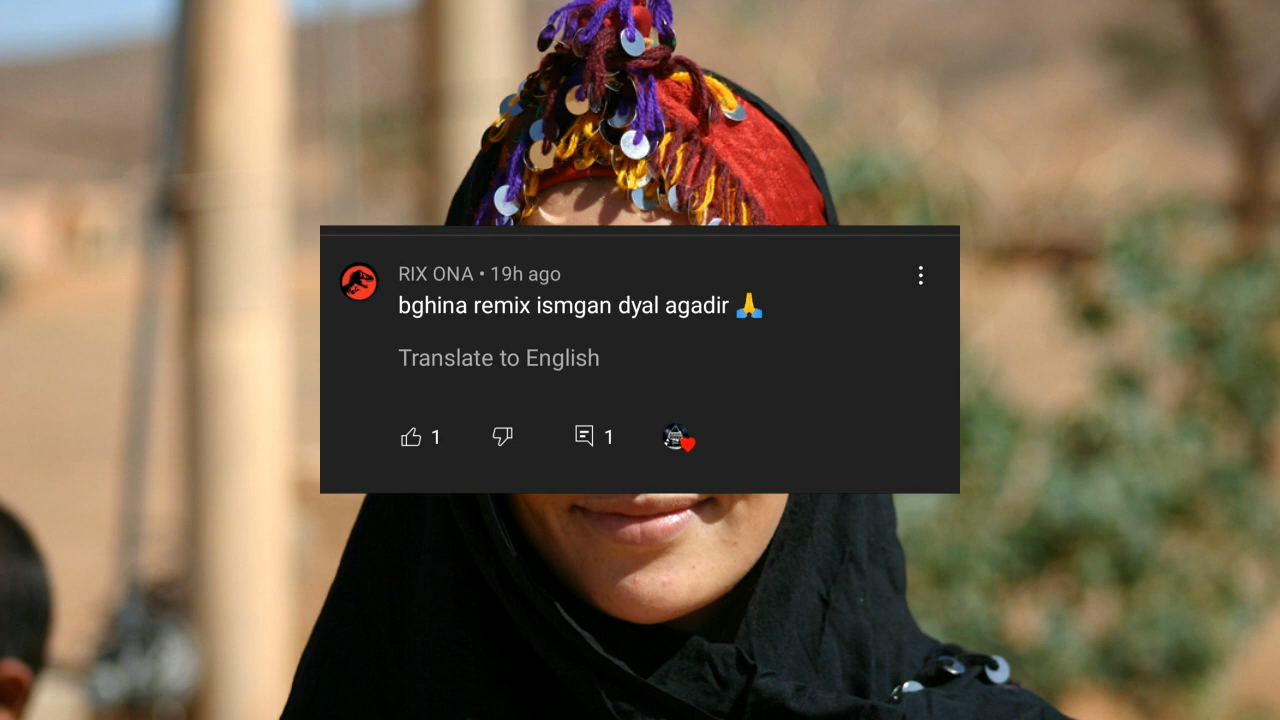 RIX ONA • 19h ago
bghina remix ismgan dyal agadir 🙏
Translate to English
1 1